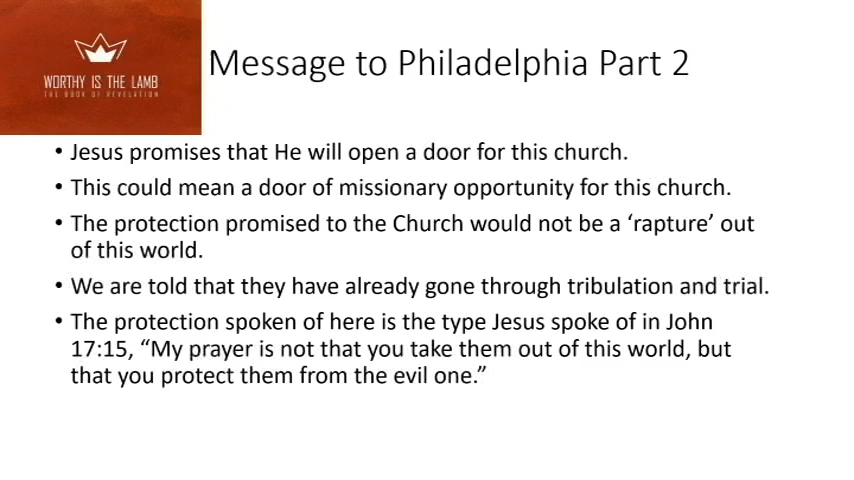 WORTHY IS THE LAMB
THE BOOK OF REVELATION
Message to Philadelphia Part 2
• Jesus promises that He will open a door for this church.
• This could mean a door of missionary opportunity for this church.
• The protection promised to the Church would not be a ‘rapture’ out
of this world.
• We are told that they have already gone through tribulation and trial.
• The protection spoken of here is the type Jesus spoke of in John
17:15, “My prayer is not that you take them out of this world, but
that you protect them from the evil one.”